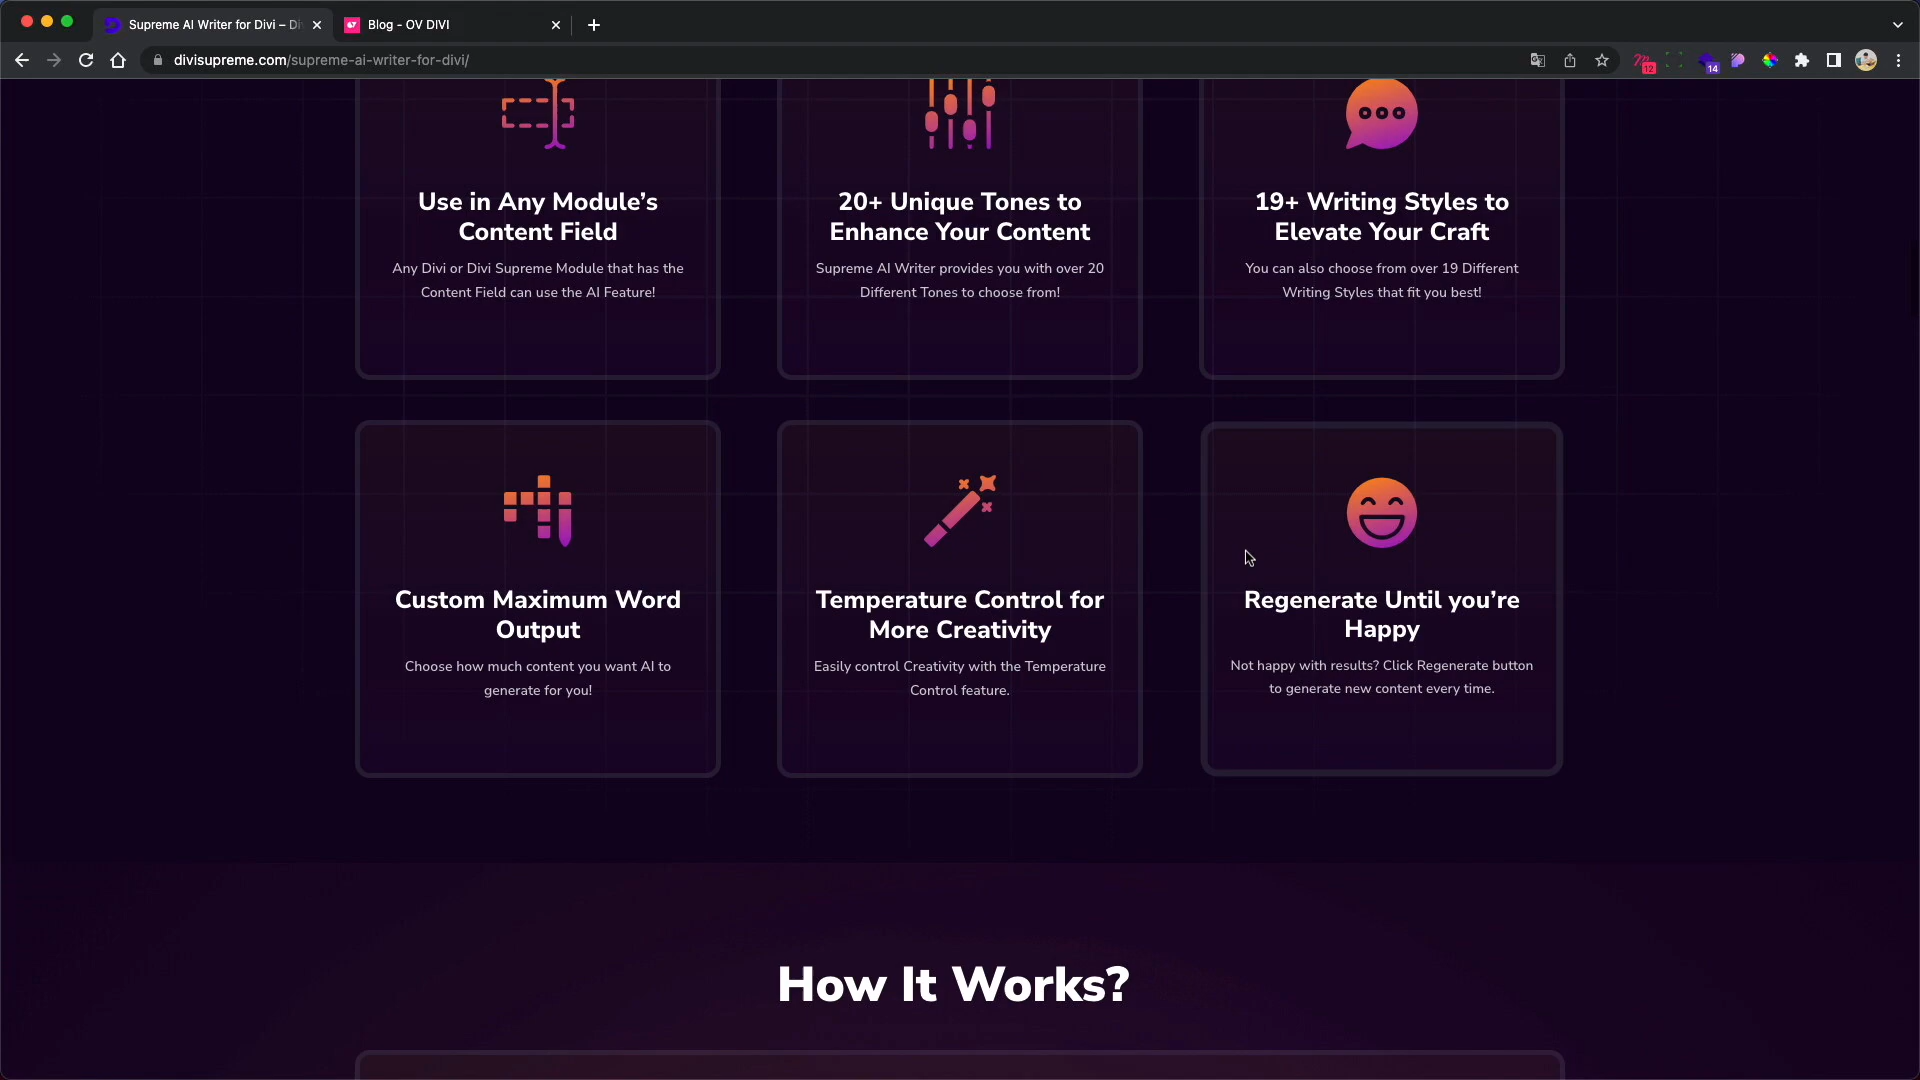 Supreme AI Writer for Divi – Di
Blog - OV DIVI
divisupreme.com/supreme-ai-writer-for-divi/
12
14
Use in Any Module’s
Content Field
Any Divi or Divi Supreme Module that has the
Content Field can use the AI Feature!
20+ Unique Tones to
Enhance Your Content
Supreme AI Writer provides you with over 20
Different Tones to choose from!
19+ Writing Styles to
Elevate Your Craft
You can also choose from over 19 Different
Writing Styles that fit you best!
Custom Maximum Word
Output
Choose how much content you want AI to
generate for you!
Temperature Control for
More Creativity
Easily control Creativity with the Temperature
Control feature.
Regenerate Until you’re
Happy
Not happy with results? Click Regenerate button
to generate new content every time.
How It Works?